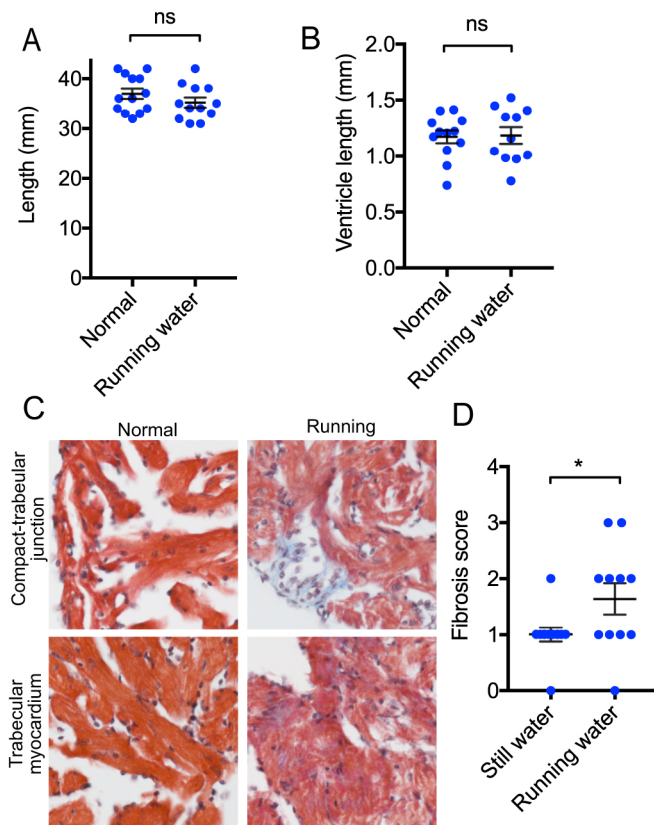 A
ns
Length (mm)
40
30
20
10
0
Normal
Running water
B
ns
Ventricle length (mm)
2.0
1.5
1.0
0.5
0.0
Normal
Running water
C
Normal
Running
Compact-trabeular
junction
Trabecular
myocardium
D
*
Fibrosis score
4
3
2
1
0
Still water
Running water